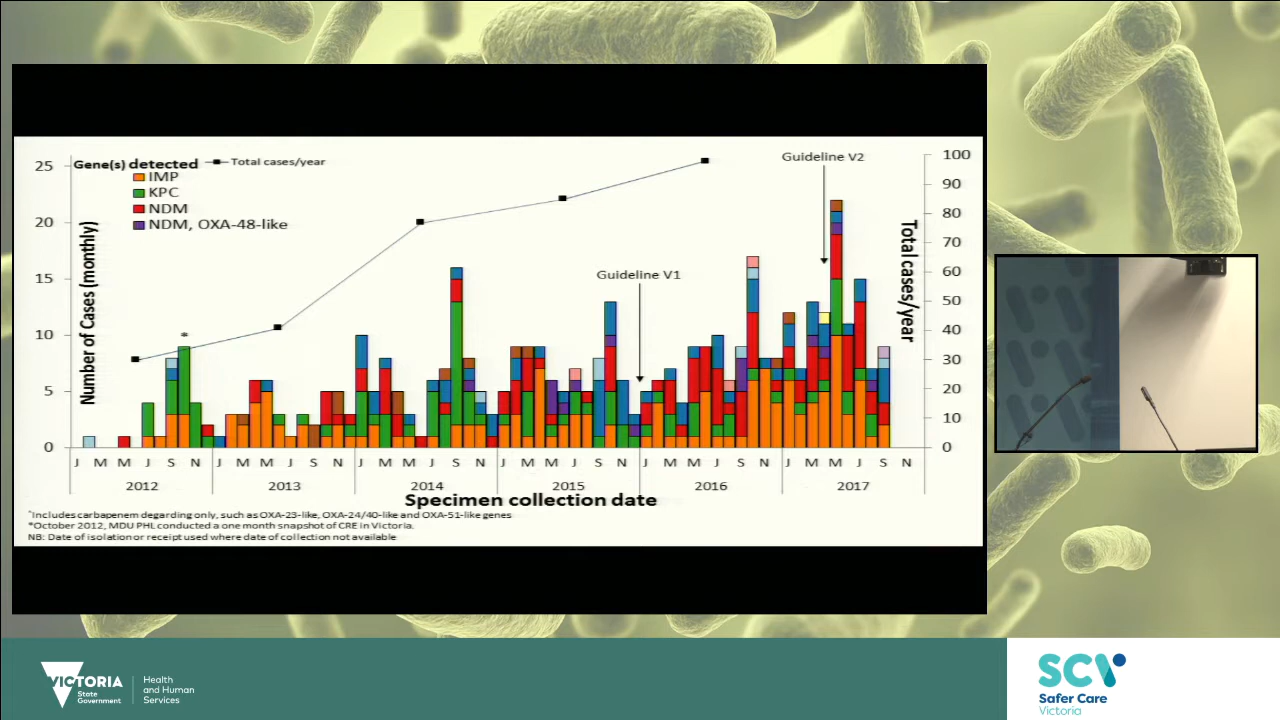 Gene(s) detected
Total cases/year
IMP
KPC
NDM
NDM, OXA-48-like
Guideline V1
Guideline V2
Number of Cases (monthly)
25
20
15
10
5
0
*
Total cases/year
100
90
80
70
60
50
40
30
20
10
0
J M M J S N J M M J S N J M M J S N J M M J S N J M M J S N J M M J S N
2012 2013 2014 2015 2016 2017
Specimen collection date
*Includes carbapenem degarding only, such as OXA-23-like, OXA-24/40-like and OXA-51-like genes
*October 2012, MDU PHL conducted a one month snapshot of CRE in Victoria.
NB: Date of isolation or receipt used where date of collection not available
VICTORIA
State
Government
Health
and Human
Services
SCV
Safer Care
Victoria